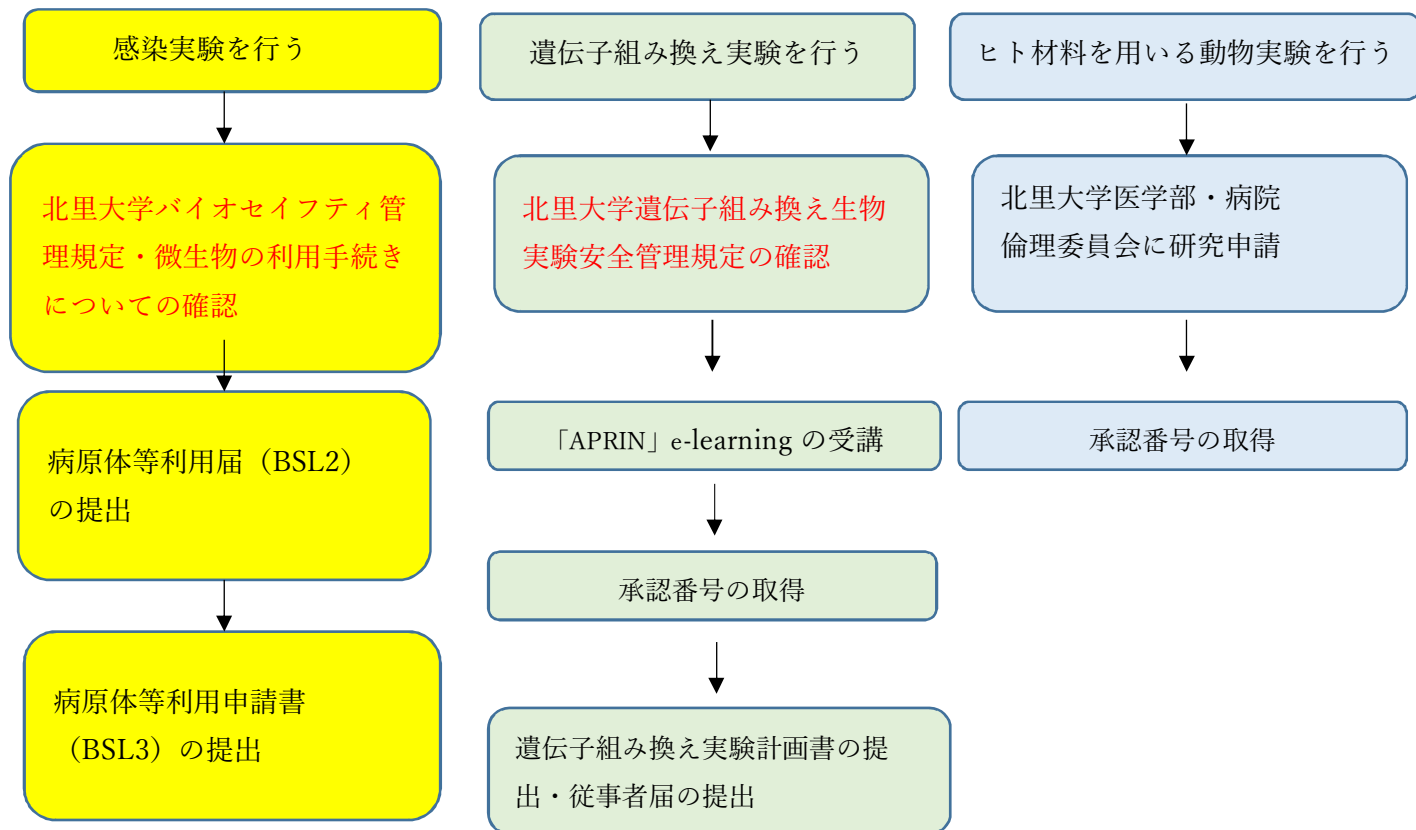 感染実験を行う
北里大学バイオセイフティ管
理規定・微生物の利用手続き
についての確認
病原体等利用届（BSL2）
の提出
病原体等利用申請書
（BSL3）の提出
遺伝子組み換え実験を行う
北里大学遺伝子組み換え生物
実験安全管理規定の確認
「APRIN」e-learning の受講
承認番号の取得
遺伝子組み換え実験計画書の提
出・従事者届の提出
ヒト材料を用いる動物実験を行う
北里大学医学部・病院
倫理委員会に研究申請
承認番号の取得